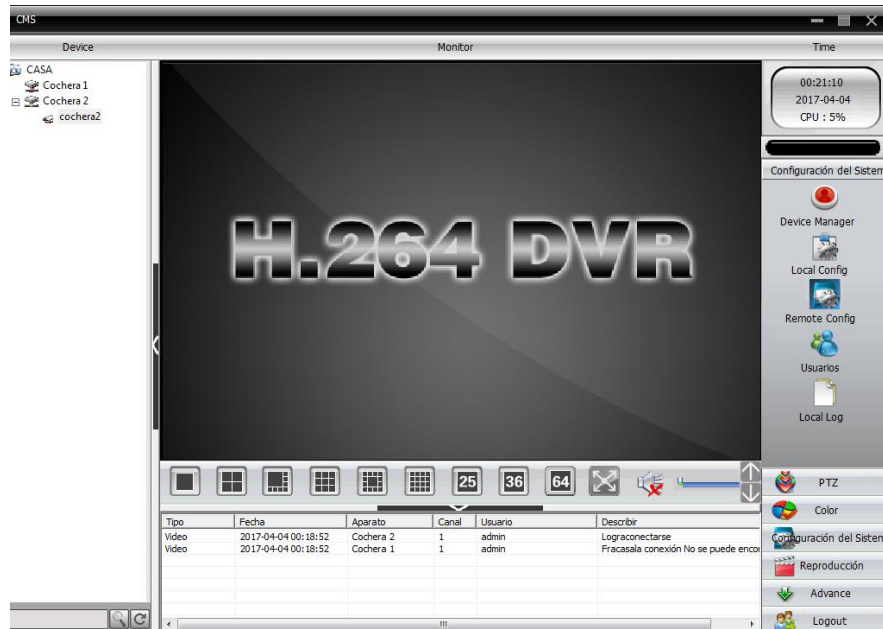 CMS
Device
Monitor
Time
CASA
Cochera 1
Cochera 2
cochera2
H.264 DVR
00:21:10
2017-04-04
CPU : 5%
Configuración del Sistem
Device Manager
Local Config
Remote Config
Usuarios
Local Log
25
36
64
PTZ
Color
Configuración del Sistem
Reproducción
Advance
Logout
Tipo Fecha Aparato Canal Usuario Describir
Video 2017-04-04 00:18:52 Cochera 2 1 admin Lograconectarse
Video 2017-04-04 00:18:52 Cochera 1 1 admin Fracasala conexión No se puede encon